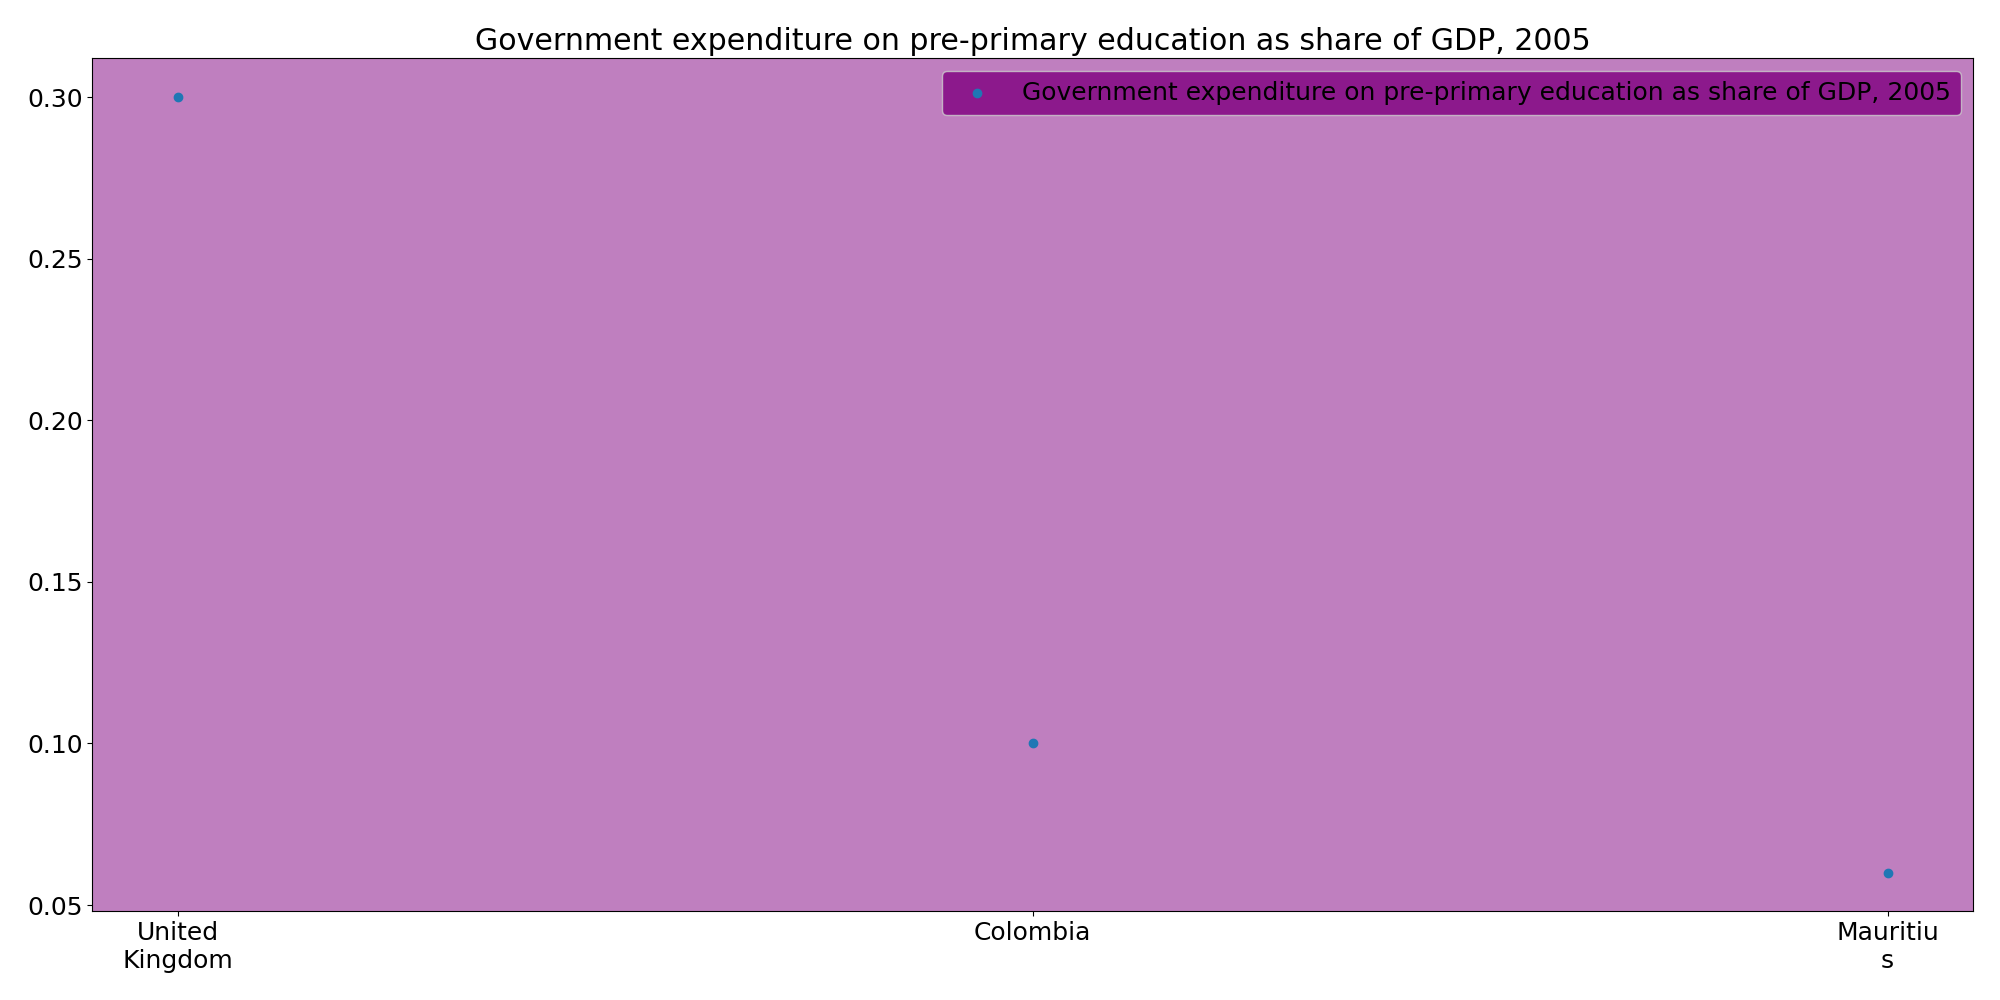 Government expenditure on pre-primary education as share of GDP, 2005
Government expenditure on pre-primary education as share of GDP, 2005
0.30
0.25
0.20
0.15
0.10
0.05
United
Kingdom
Colombia
Mauritiu
s